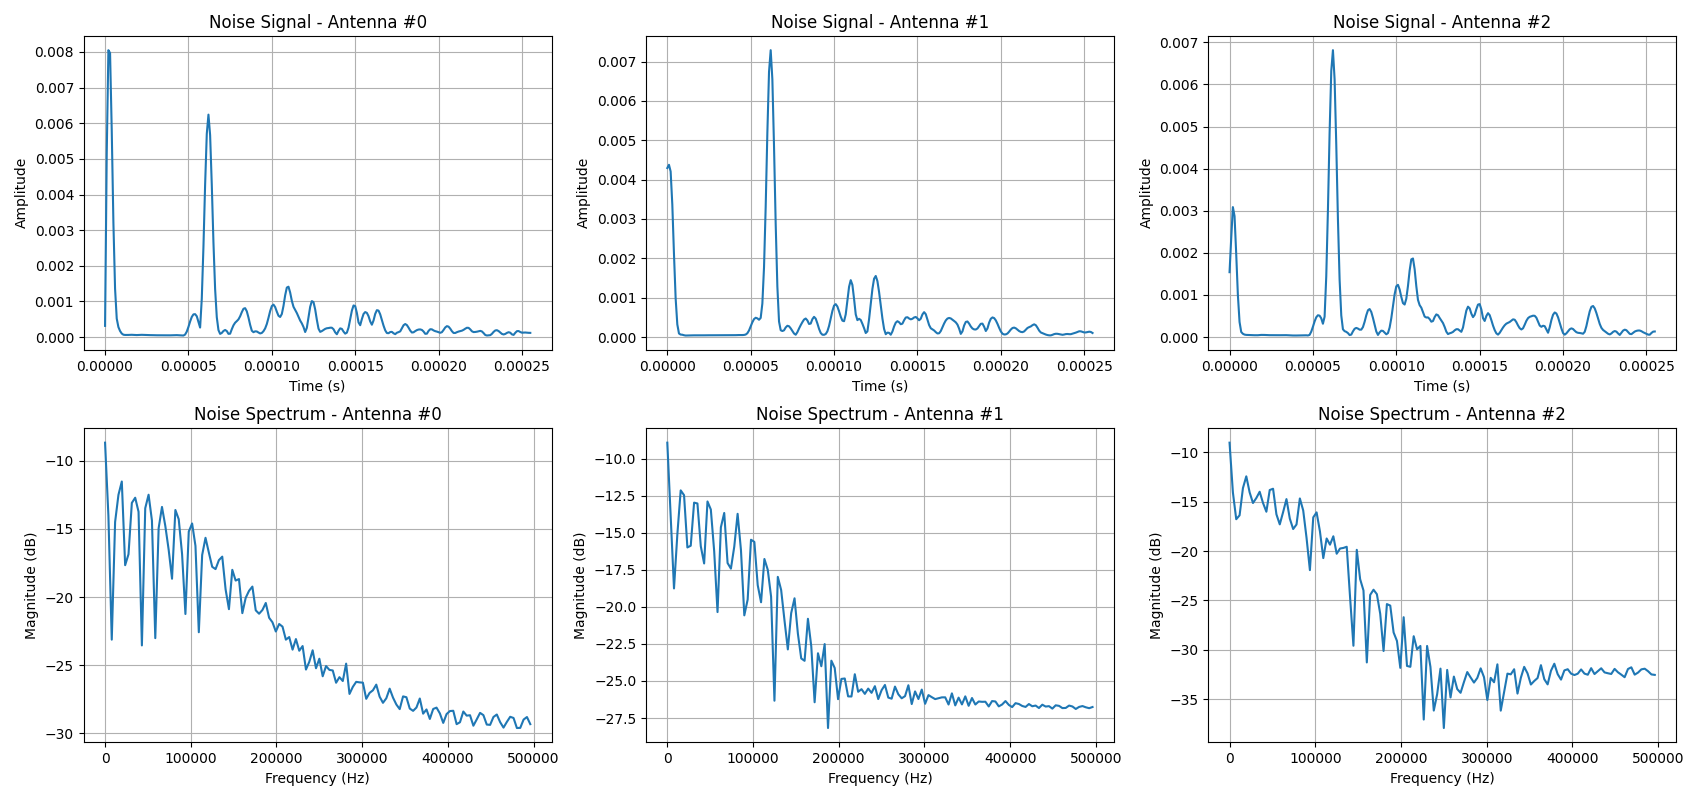 Noise Signal - Antenna #0
Amplitude
0.008
0.007
0.006
0.005
0.004
0.003
0.002
0.001
0.000
0.00000 0.00005 0.00010 0.00015 0.00020 0.00025
Time (s)
Noise Signal - Antenna #1
Amplitude
0.007
0.006
0.005
0.004
0.003
0.002
0.001
0.000
0.00000 0.00005 0.00010 0.00015 0.00020 0.00025
Time (s)
Noise Signal - Antenna #2
Amplitude
0.007
0.006
0.005
0.004
0.003
0.002
0.001
0.000
0.00000 0.00005 0.00010 0.00015 0.00020 0.00025
Time (s)
Noise Spectrum - Antenna #0
Magnitude (dB)
−10
−15
−20
−25
−30
0 100000 200000 300000 400000 500000
Frequency (Hz)
Noise Spectrum - Antenna #1
Magnitude (dB)
−10.0
−12.5
−15.0
−17.5
−20.0
−22.5
−25.0
−27.5
0 100000 200000 300000 400000 500000
Frequency (Hz)
Noise Spectrum - Antenna #2
Magnitude (dB)
−10
−15
−20
−25
−30
−35
0 100000 200000 300000 400000 500000
Frequency (Hz)